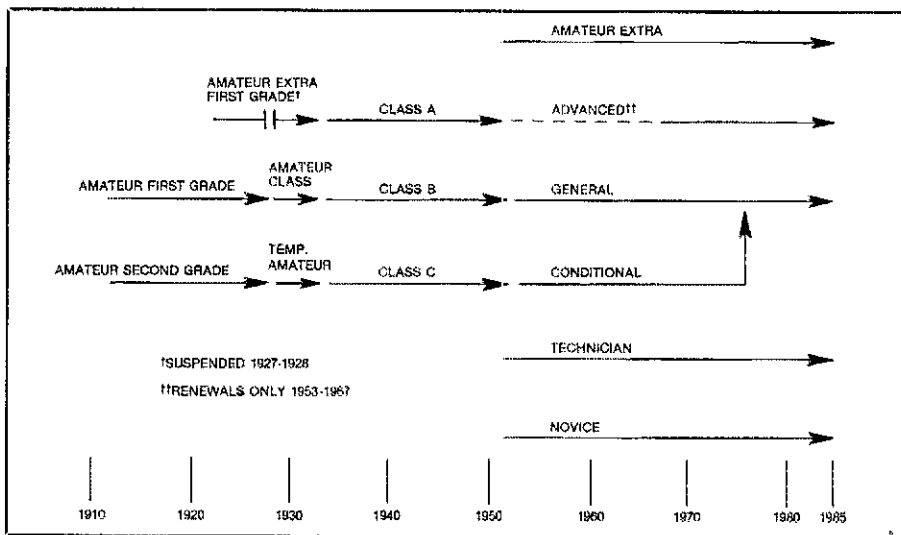 AMATEUR EXTRA
AMATEUR EXTRA
FIRST GRADE†
CLASS A
ADVANCED††
AMATEUR FIRST GRADE
AMATEUR
CLASS
CLASS B
GENERAL
AMATEUR SECOND GRADE
TEMP.
AMATEUR
CLASS C
CONDITIONAL
†SUSPENDED 1927-1928
††RENEWALS ONLY 1953-1967
TECHNICIAN
NOVICE
1910 1920 1930 1940 1950 1960 1970 1980 1985